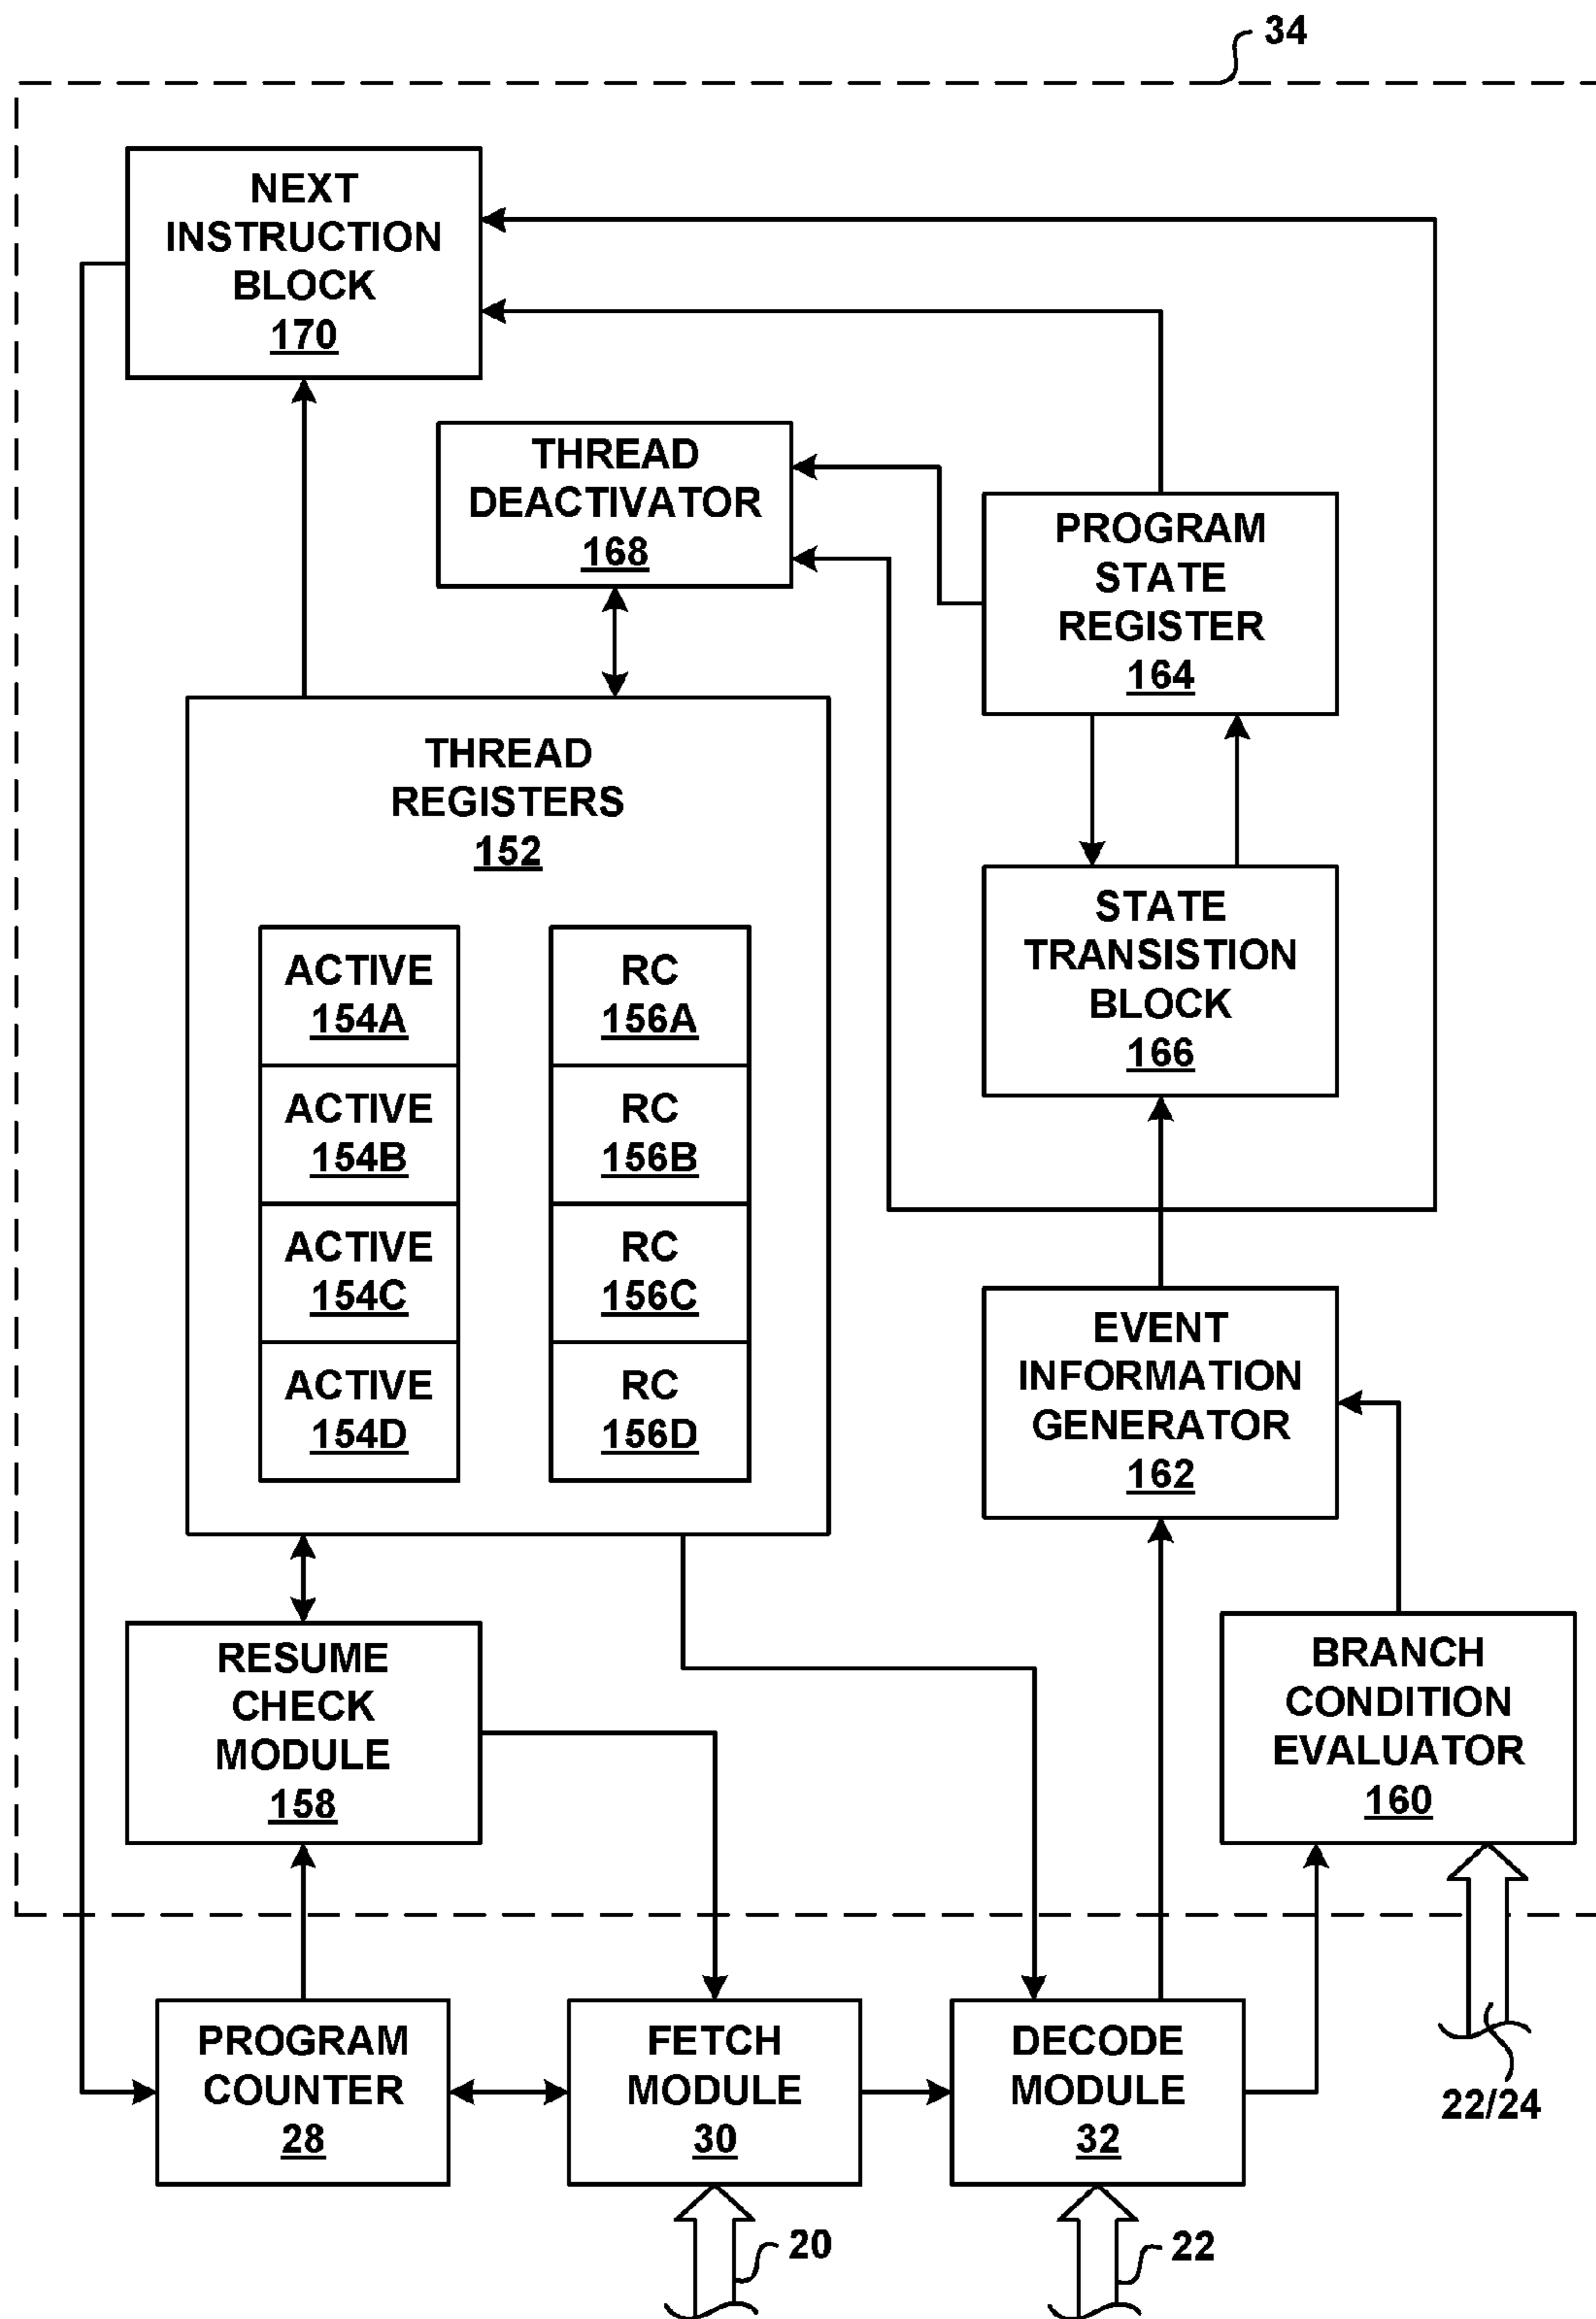 34
NEXT
INSTRUCTION
BLOCK
170
THREAD
DEACTIVATOR
168
PROGRAM
STATE
REGISTER
164
THREAD
REGISTERS
152
STATE
TRANSISTION
BLOCK
166
ACTIVE
154A
ACTIVE
154B
ACTIVE
154C
ACTIVE
154D
RC
156A
RC
156B
RC
156C
RC
156D
EVENT
INFORMATION
GENERATOR
162
RESUME
CHECK
MODULE
158
BRANCH
CONDITION
EVALUATOR
160
PROGRAM
COUNTER
28
FETCH
MODULE
30
DECODE
MODULE
32
22/24
20
22